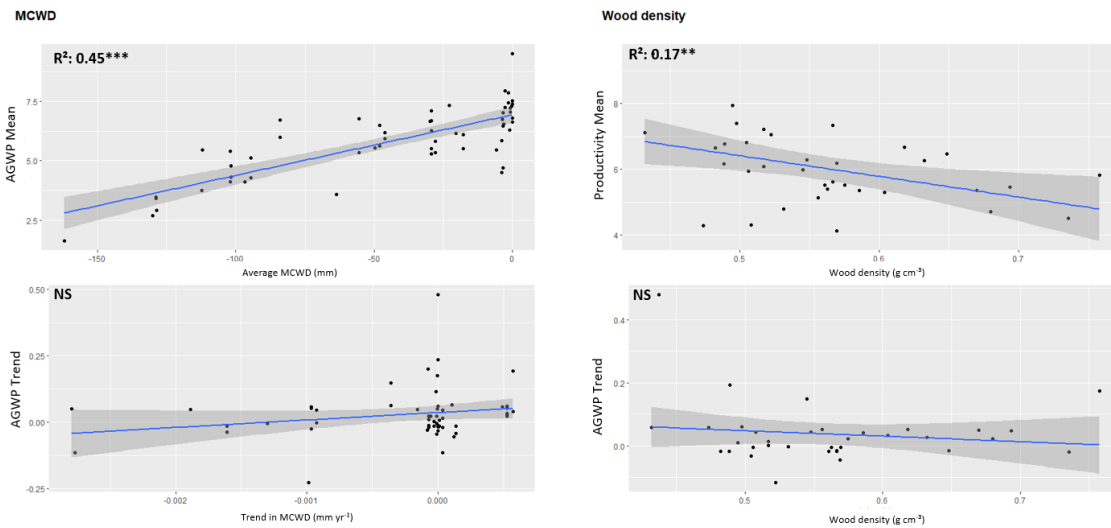 MCWD
R²: 0.45***
AGWP Mean
7.5
5.0
2.5
-150
-100
-50
0
Average MCWD (mm)
Wood density
R²: 0.17**
Productivity Mean
8
6
4
0.5
0.6
0.7
Wood density (g cm⁻³)
NS
AGWP Trend
0.50
0.25
0.00
-0.25
-0.002
-0.001
0.000
Trend in MCWD (mm yr⁻¹)
NS
AGWP Trend
0.4
0.2
0.0
0.5
0.6
0.7
Wood density (g cm⁻³)